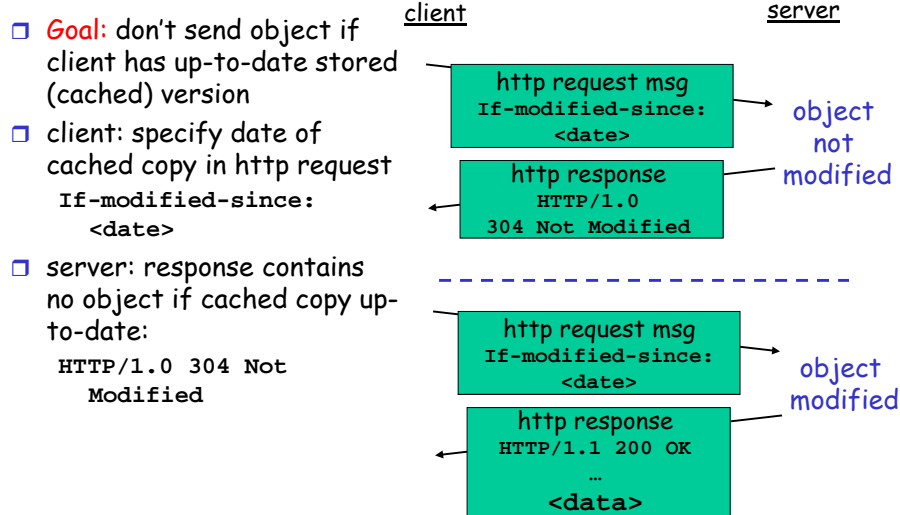 Goal: don't send object if
client has up-to-date stored
(cached) version
client: specify date of
cached copy in http request
If-modified-since:
<date>
server: response contains
no object if cached copy up-
to-date:
HTTP/1.0 304 Not
Modified
client
server
http request msg
If-modified-since:
<date>
object
not
modified
http response
HTTP/1.0
304 Not Modified
http request msg
If-modified-since:
<date>
object
modified
http response
HTTP/1.1 200 OK
…
<data>